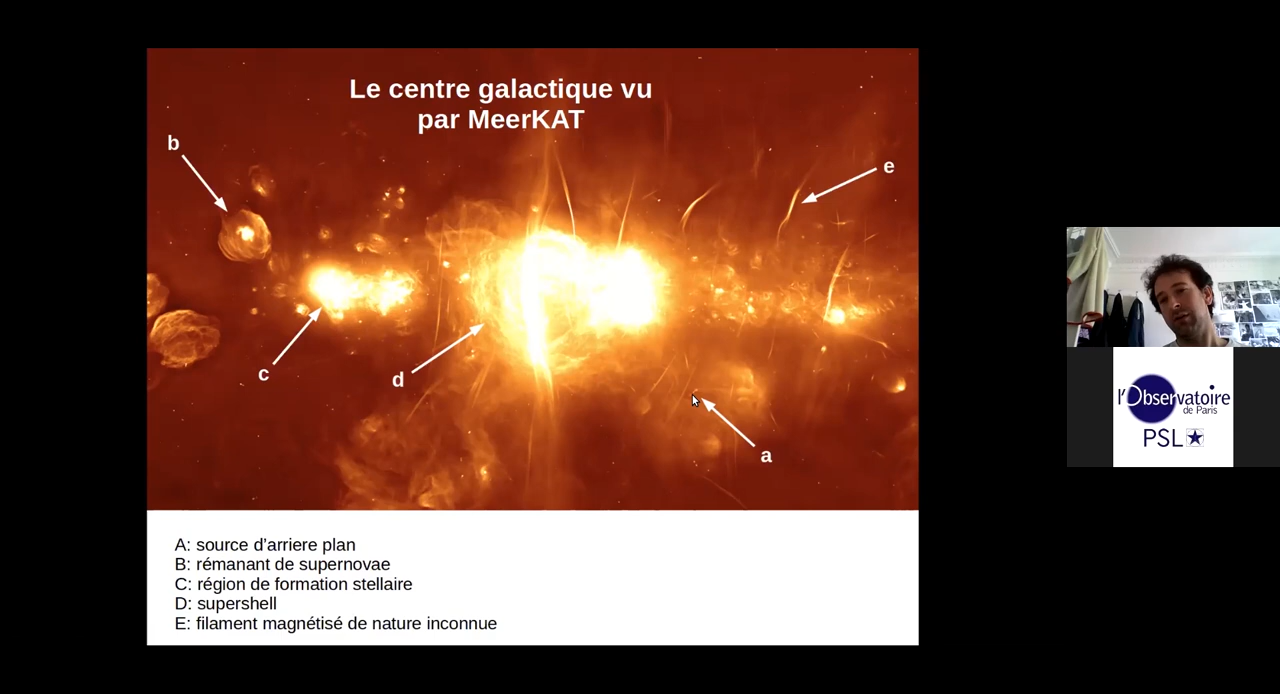 Le centre galactique vu
par MeerKAT
b
e
c
d
a
A: source d'arriere plan
B: rémanant de supernovae
C: région de formation stellaire
D: supershell
E: filament magnétisé de nature inconnue
l'Observatoire
de Paris
PSL